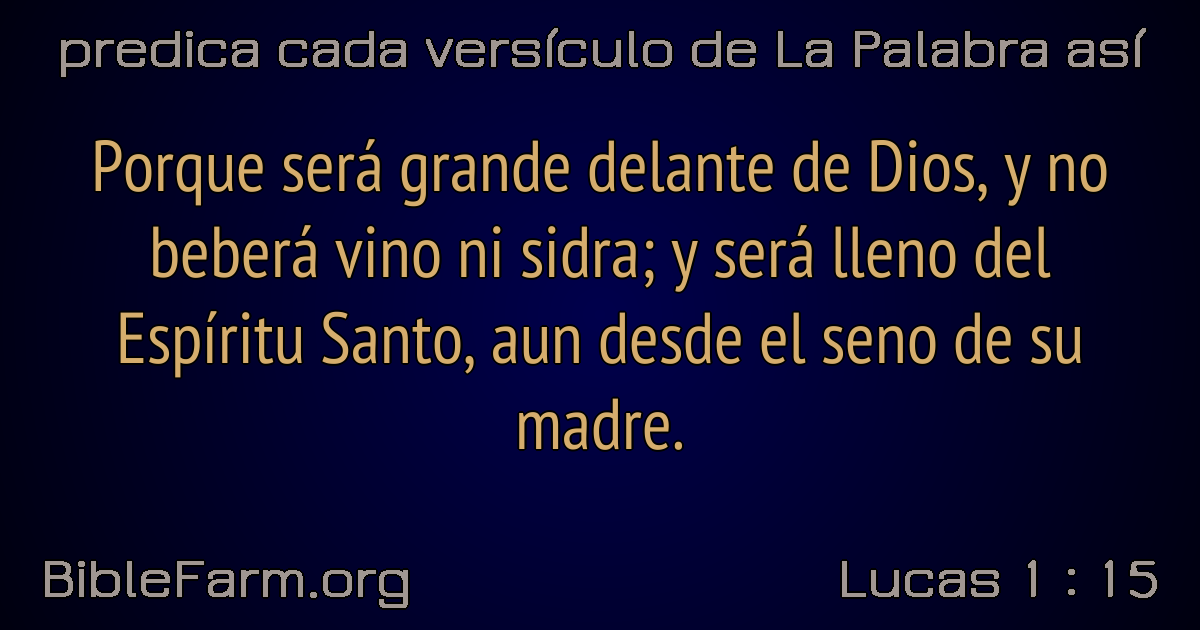 predica cada versículo de La Palabra así
Porque será grande delante de Dios, y no
beberá vino ni sidra; y será lleno del
Espíritu Santo, aun desde el seno de su
madre.
BibleFarm.org
Lucas 1 : 15